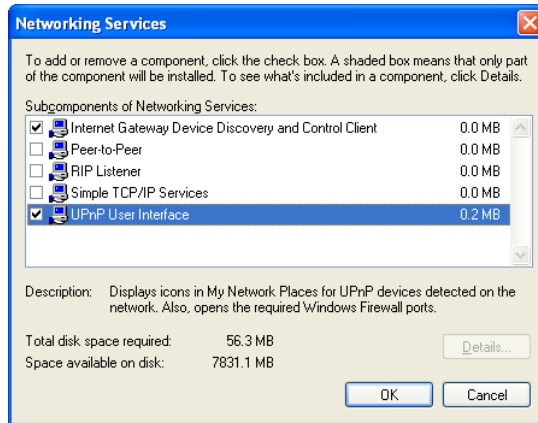 Networking Services
To add or remove a component, click the check box. A shaded box means that only part
of the component will be installed. To see what's included in a component, click Details.
Subcomponents of Networking Services:
Internet Gateway Device Discovery and Control Client 0.0 MB
Peer-to-Peer 0.0 MB
RIP Listener 0.0 MB
Simple TCP/IP Services 0.0 MB
UPnP User Interface 0.2 MB
Description: Displays icons in My Network Places for UPnP devices detected on the
network. Also, opens the required Windows Firewall ports.
Total disk space required: 56.3 MB
Space available on disk: 7831.1 MB
Details...
OK Cancel